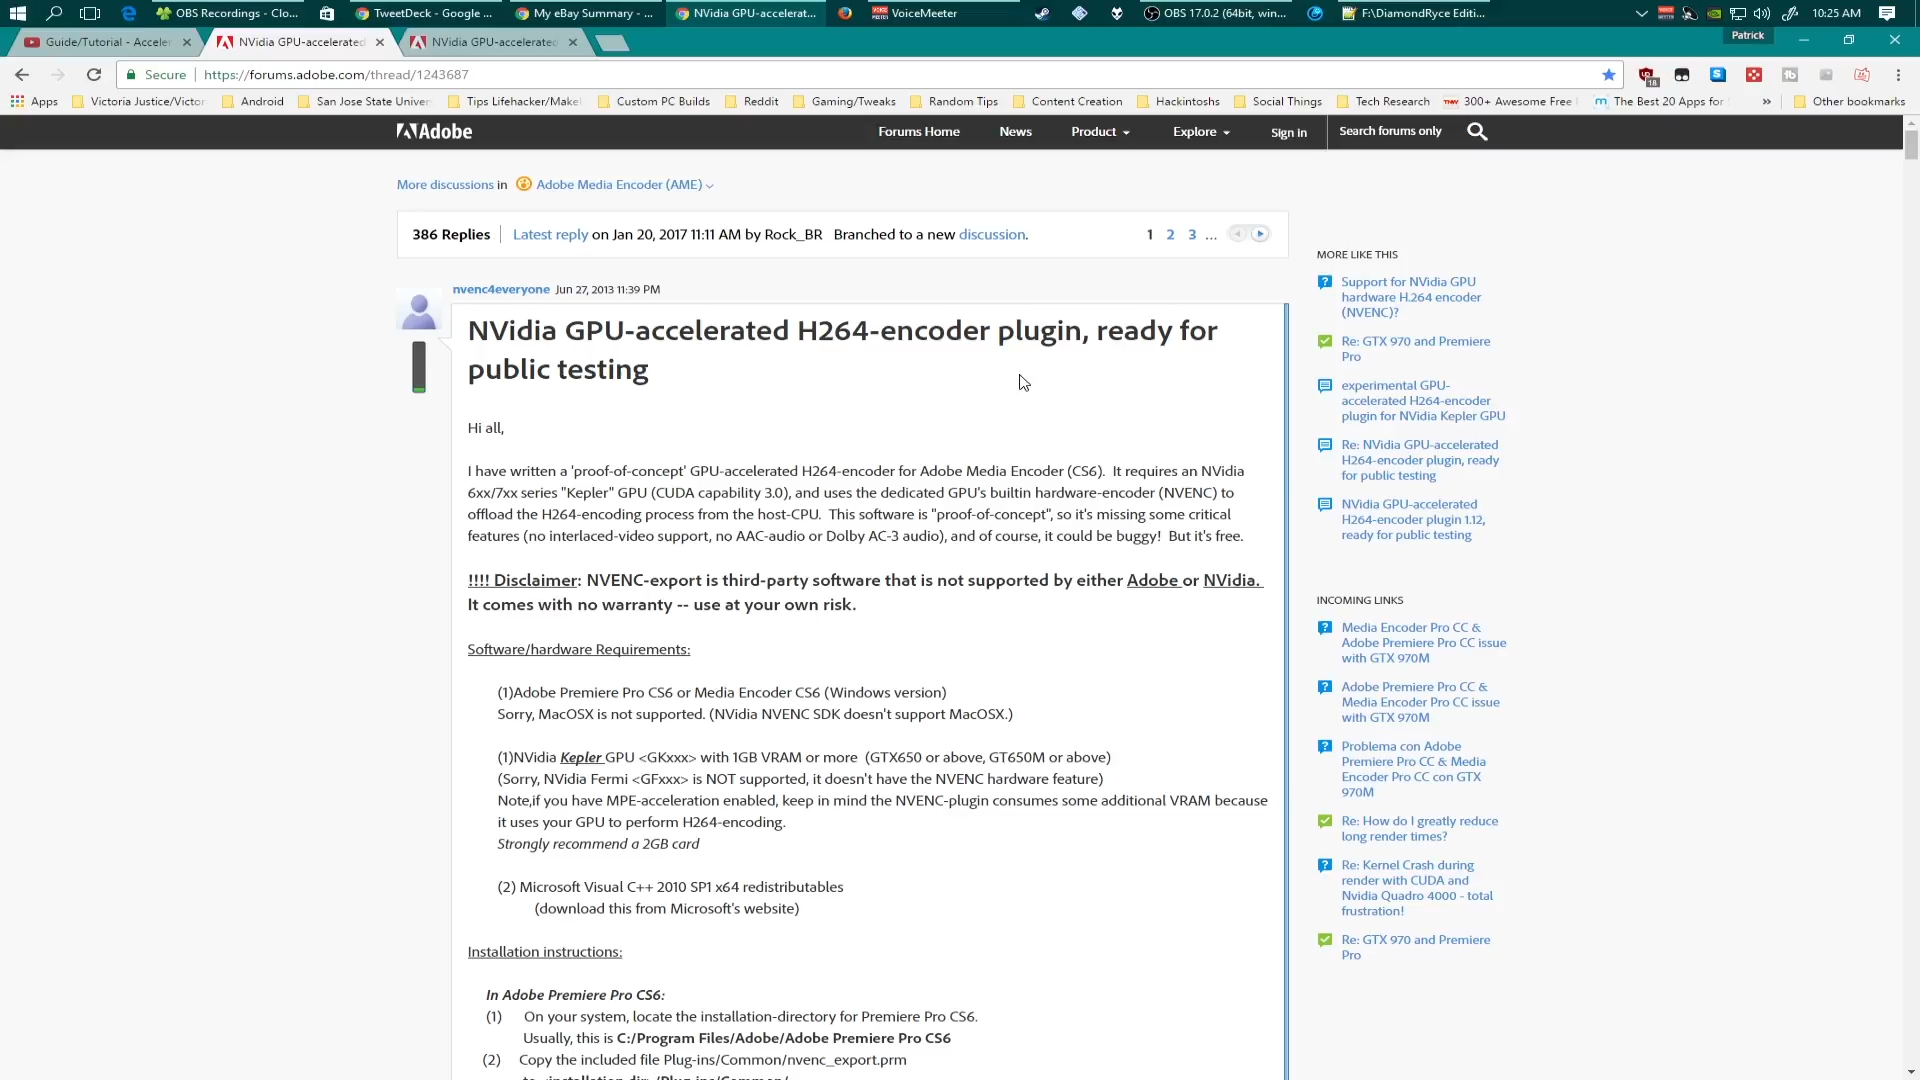 OBS Recordings - Clo...
TweetDeck - Google ...
My eBay Summary - ...
NVidia GPU-accelerat...
VOICE MEETER VoiceMeeter
OBS 17.0.2 (64bit, win...
F:\DiamondRyce Editi...
10:25 AM
Guide/Tutorial - Acceler
NVidia GPU-accelerated
NVidia GPU-accelerated
Patrick
Secure https://forums.adobe.com/thread/1243687
18
Apps
Victoria Justice/Victor
Android
San Jose State Univer
Tips Lifehacker/Make
Custom PC Builds
Reddit
Gaming/Tweaks
Random Tips
Content Creation
Hackintoshs
Social Things
Tech Research
300+ Awesome Free
The Best 20 Apps for
»
Other bookmarks
Adobe
Forums Home
News
Product
Explore
Sign in
Search forums only
More discussions in Adobe Media Encoder (AME)
386 Replies Latest reply on Jan 20, 2017 11:11 AM by Rock_BR Branched to a new discussion.
1 2 3 ...
nvenc4everyone Jun 27, 2013 11:39 PM
NVidia GPU-accelerated H264-encoder plugin, ready for
public testing
Hi all,
I have written a 'proof-of-concept' GPU-accelerated H264-encoder for Adobe Media Encoder (CS6). It requires an NVidia
6xx/7xx series "Kepler" GPU (CUDA capability 3.0), and uses the dedicated GPU's builtin hardware-encoder (NVENC) to
offload the H264-encoding process from the host-CPU. This software is "proof-of-concept", so it's missing some critical
features (no interlaced-video support, no AAC-audio or Dolby AC-3 audio), and of course, it could be buggy! But it's free.
!!!! Disclaimer: NVENC-export is third-party software that is not supported by either Adobe or NVidia.
It comes with no warranty -- use at your own risk.
Software/hardware Requirements:
(1)Adobe Premiere Pro CS6 or Media Encoder CS6 (Windows version)
Sorry, MacOSX is not supported. (NVidia NVENC SDK doesn't support MacOSX.)
(1)NVidia Kepler GPU <GKxxx> with 1GB VRAM or more (GTX650 or above, GT650M or above)
(Sorry, NVidia Fermi <GFxxx> is NOT supported, it doesn't have the NVENC hardware feature)
Note,if you have MPE-acceleration enabled, keep in mind the NVENC-plugin consumes some additional VRAM because
it uses your GPU to perform H264-encoding.
Strongly recommend a 2GB card
(2) Microsoft Visual C++ 2010 SP1 x64 redistributables
(download this from Microsoft's website)
Installation instructions:
In Adobe Premiere Pro CS6:
(1) On your system, locate the installation-directory for Premiere Pro CS6.
Usually, this is C:/Program Files/Adobe/Adobe Premiere Pro CS6
(2) Copy the included file Plug-ins/Common/nvenc_export.prm
MORE LIKE THIS
Support for NVidia GPU
hardware H.264 encoder
(NVENC)?
Re: GTX 970 and Premiere
Pro
experimental GPU-
accelerated H264-encoder
plugin for NVidia Kepler GPU
Re: NVidia GPU-accelerated
H264-encoder plugin, ready
for public testing
NVidia GPU-accelerated
H264-encoder plugin 1.12,
ready for public testing
INCOMING LINKS
Media Encoder Pro CC &
Adobe Premiere Pro CC issue
with GTX 970M
Adobe Premiere Pro CC &
Media Encoder Pro CC issue
with GTX 970M
Problema con Adobe
Premiere Pro CC & Media
Encoder Pro CC con GTX
970M
Re: How do I greatly reduce
long render times?
Re: Kernel Crash during
render with CUDA and
Nvidia Quadro 4000 - total
frustration!
Re: GTX 970 and Premiere
Pro